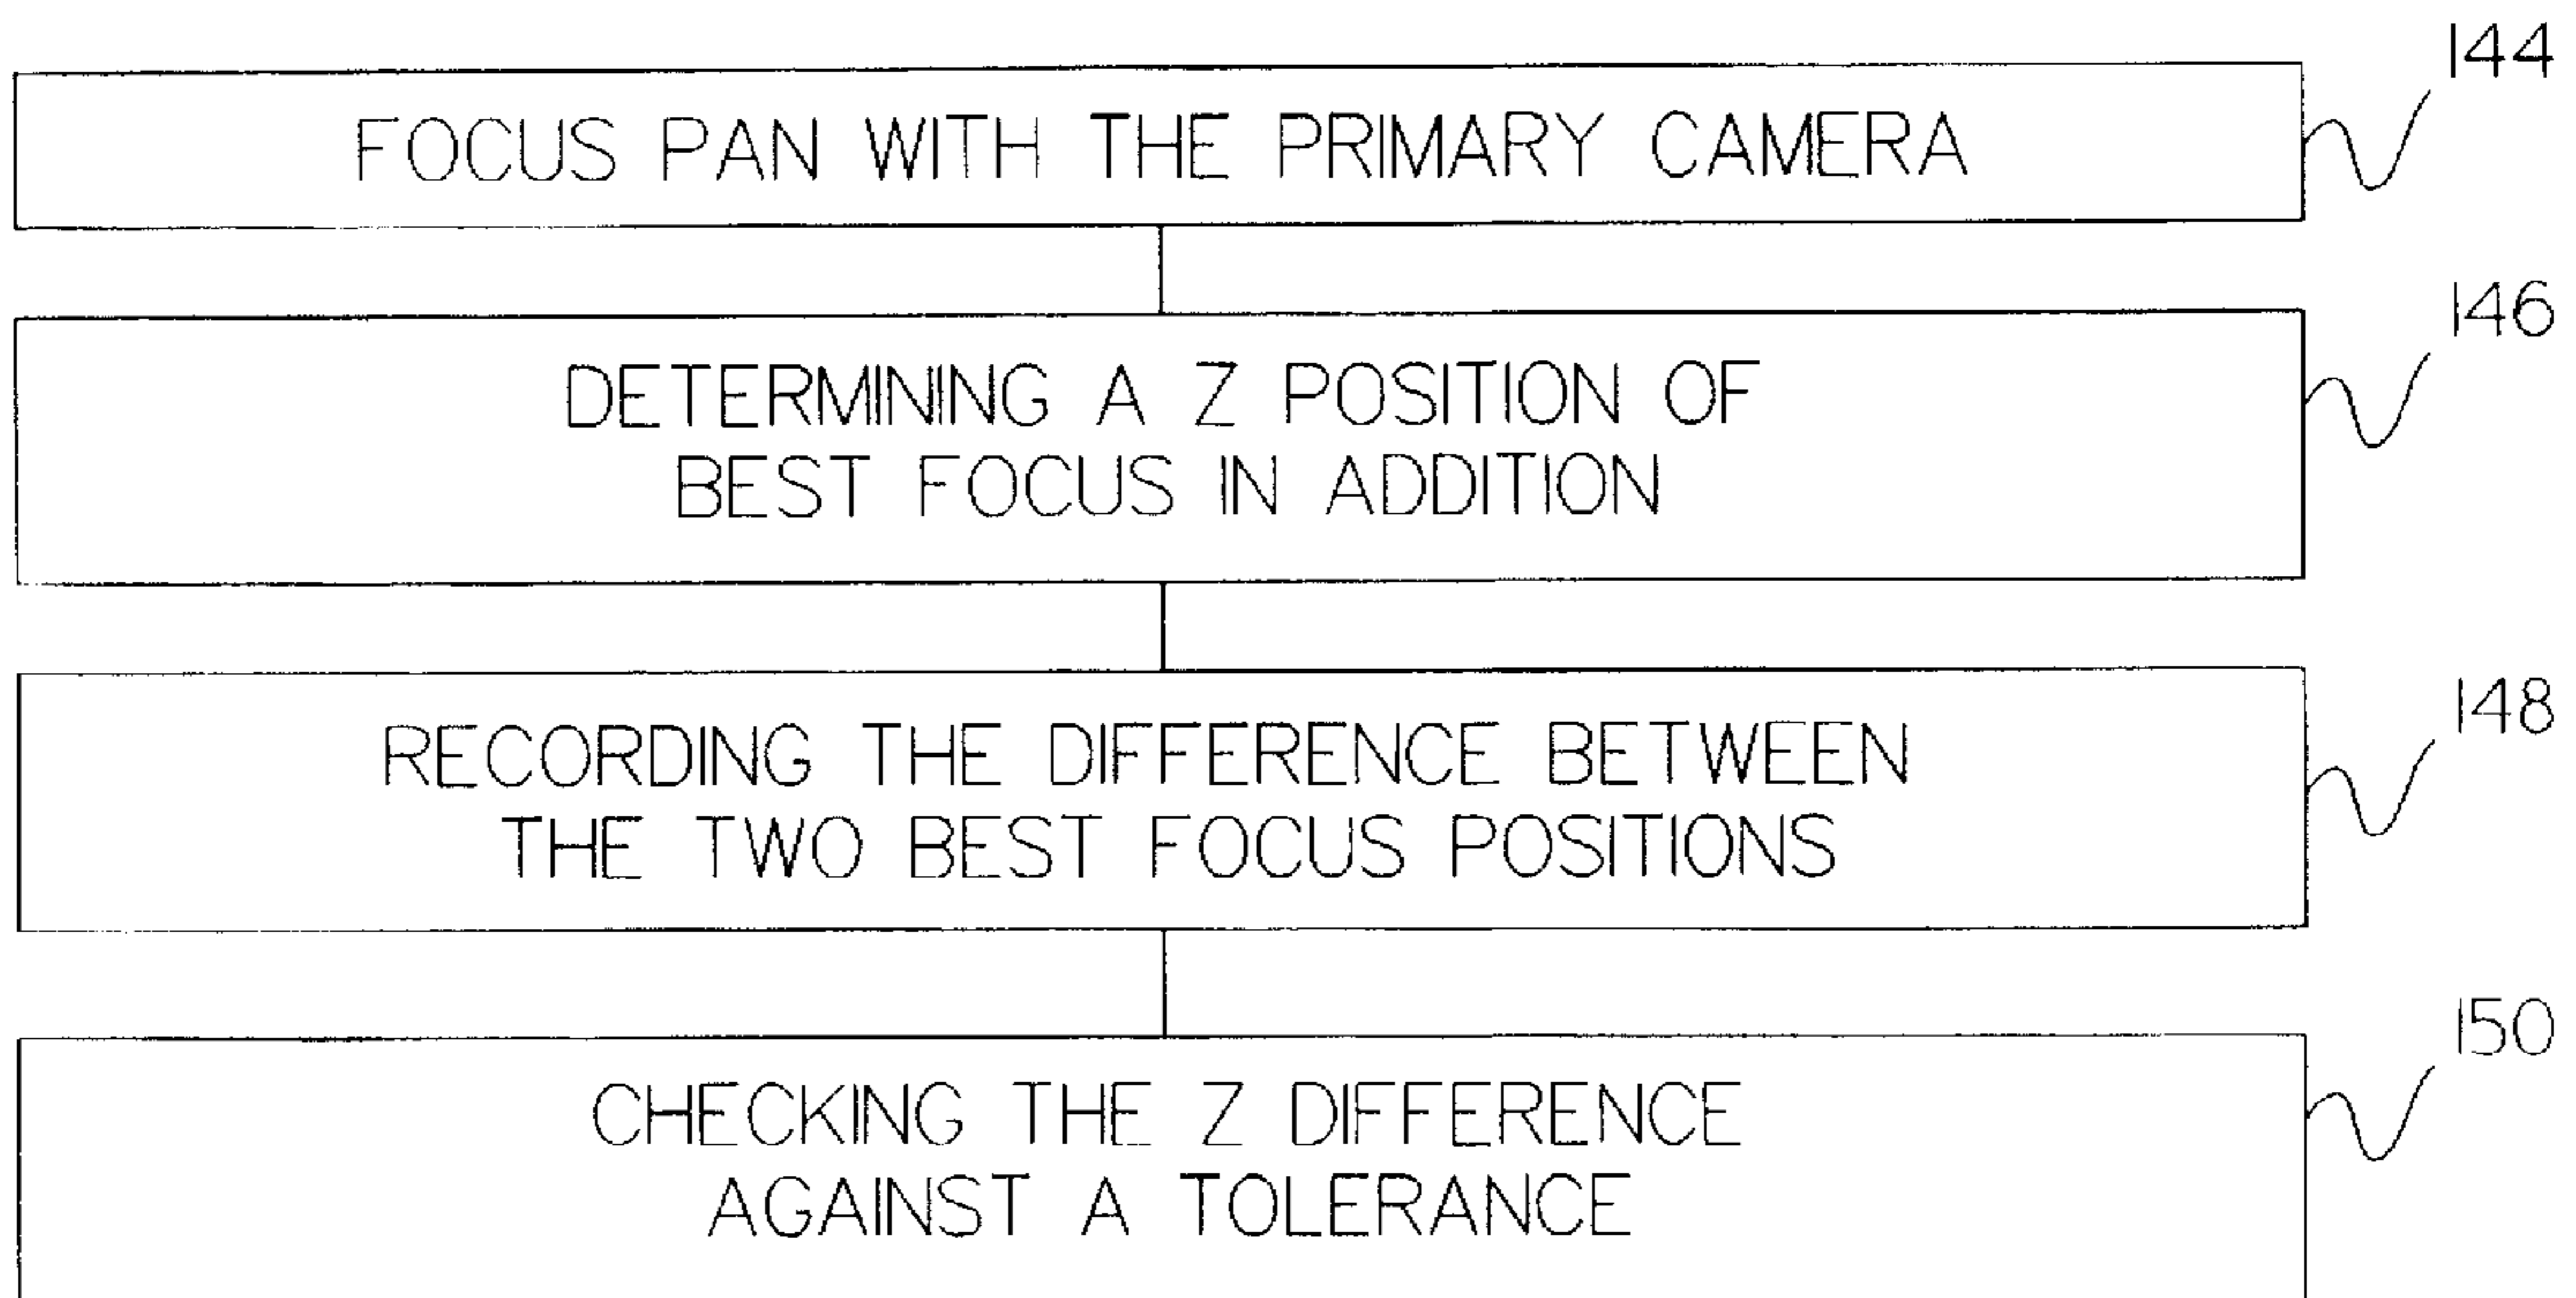 144
FOCUS PAN WITH THE PRIMARY CAMERA
146
DETERMINING A Z POSITION OF
BEST FOCUS IN ADDITION
148
RECORDING THE DIFFERENCE BETWEEN
THE TWO BEST FOCUS POSITIONS
150
CHECKING THE Z DIFFERENCE
AGAINST A TOLERANCE